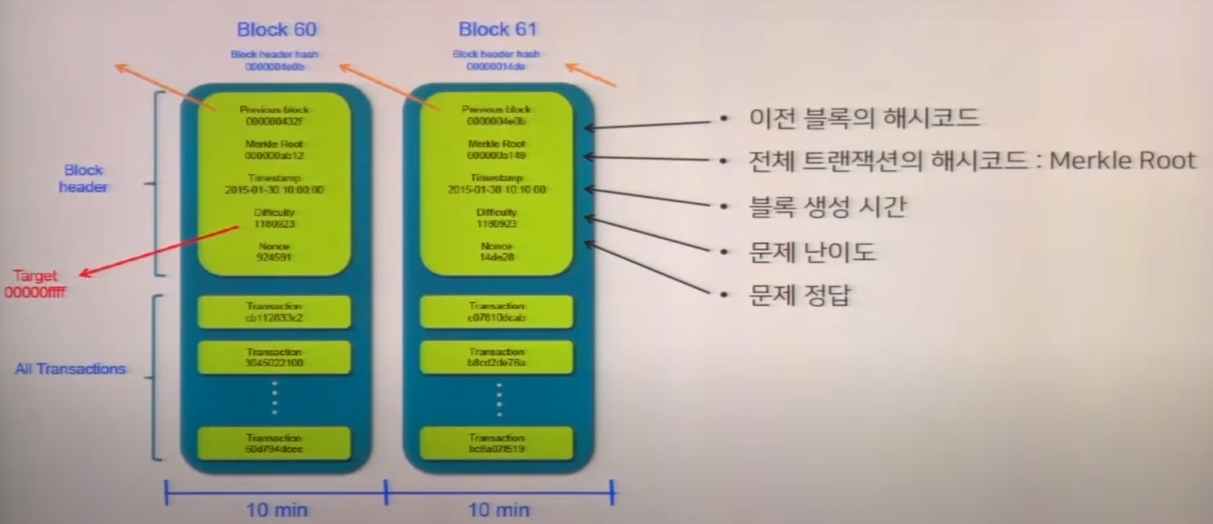 Block 60
Block header hash
0000004e0b
Previous block
000000432f
Merkle Root
000000ab12
Timestamp
2015-01-30 10:00:00
Difficulty
1180923
Nonce
924591
Transaction
cb112833c2
Transaction
3045022100
Transaction
50d794dcec
10 min
Block 61
Block header hash
00000014de
Previous block
0000004e0b
Merkle Root
000000a149
Timestamp
2015-01-30 10:10:00
Difficulty
1180923
Nonce
14de28
Transaction
c07810dcab
Transaction
b8cd2de76a
Transaction
bc8a07f519
10 min
Block
header
Target
00000ffff
All Transactions
• 이전 블록의 해시코드
• 전체 트랜잭션의 해시코드 : Merkle Root
• 블록 생성 시간
• 문제 난이도
• 문제 정답